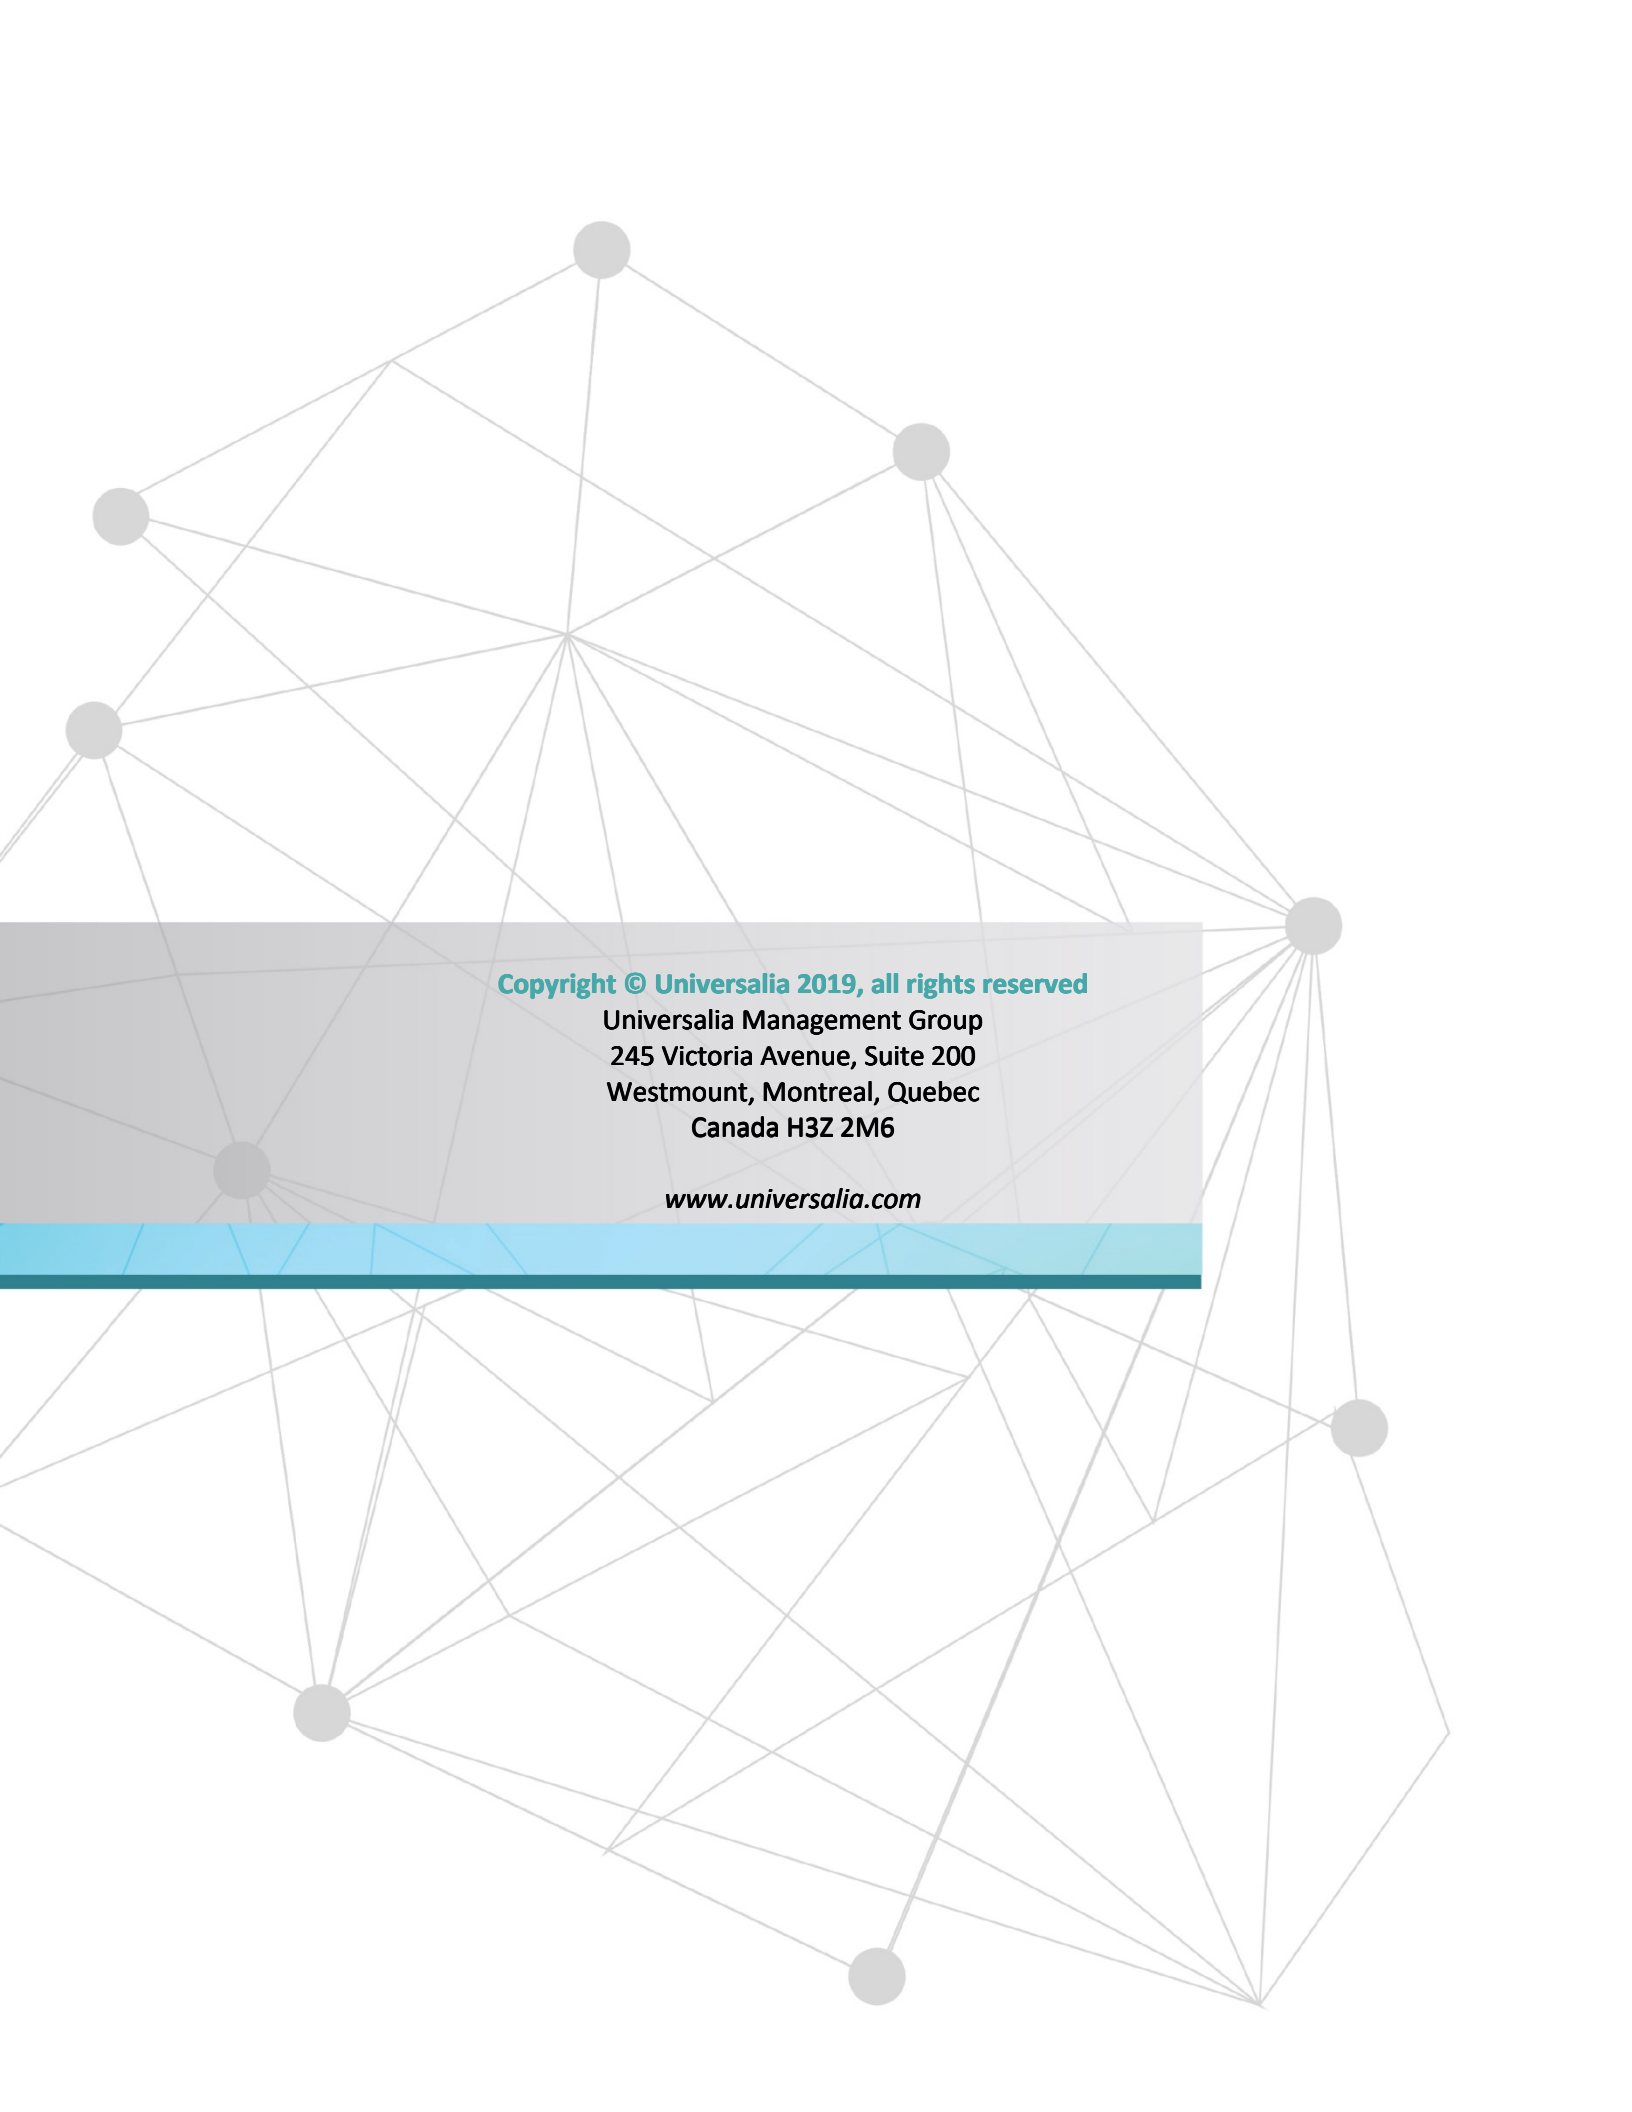 Copyright © Universalia 2019, all rights reserved
Universalia Management Group
245 Victoria Avenue, Suite 200
Westmount, Montreal, Quebec
Canada H3Z 2M6
www.universalia.com